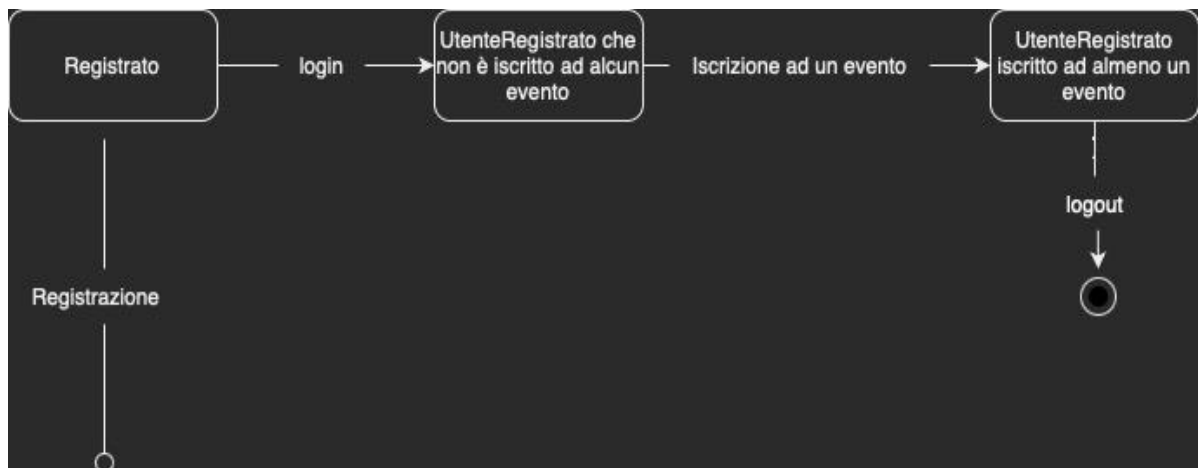 Registrato
login
UtenteRegistrato che
non è iscritto ad alcun
evento
Iscrizione ad un evento
UtenteRegistrato
iscritto ad almeno un
evento
logout
Registrazione